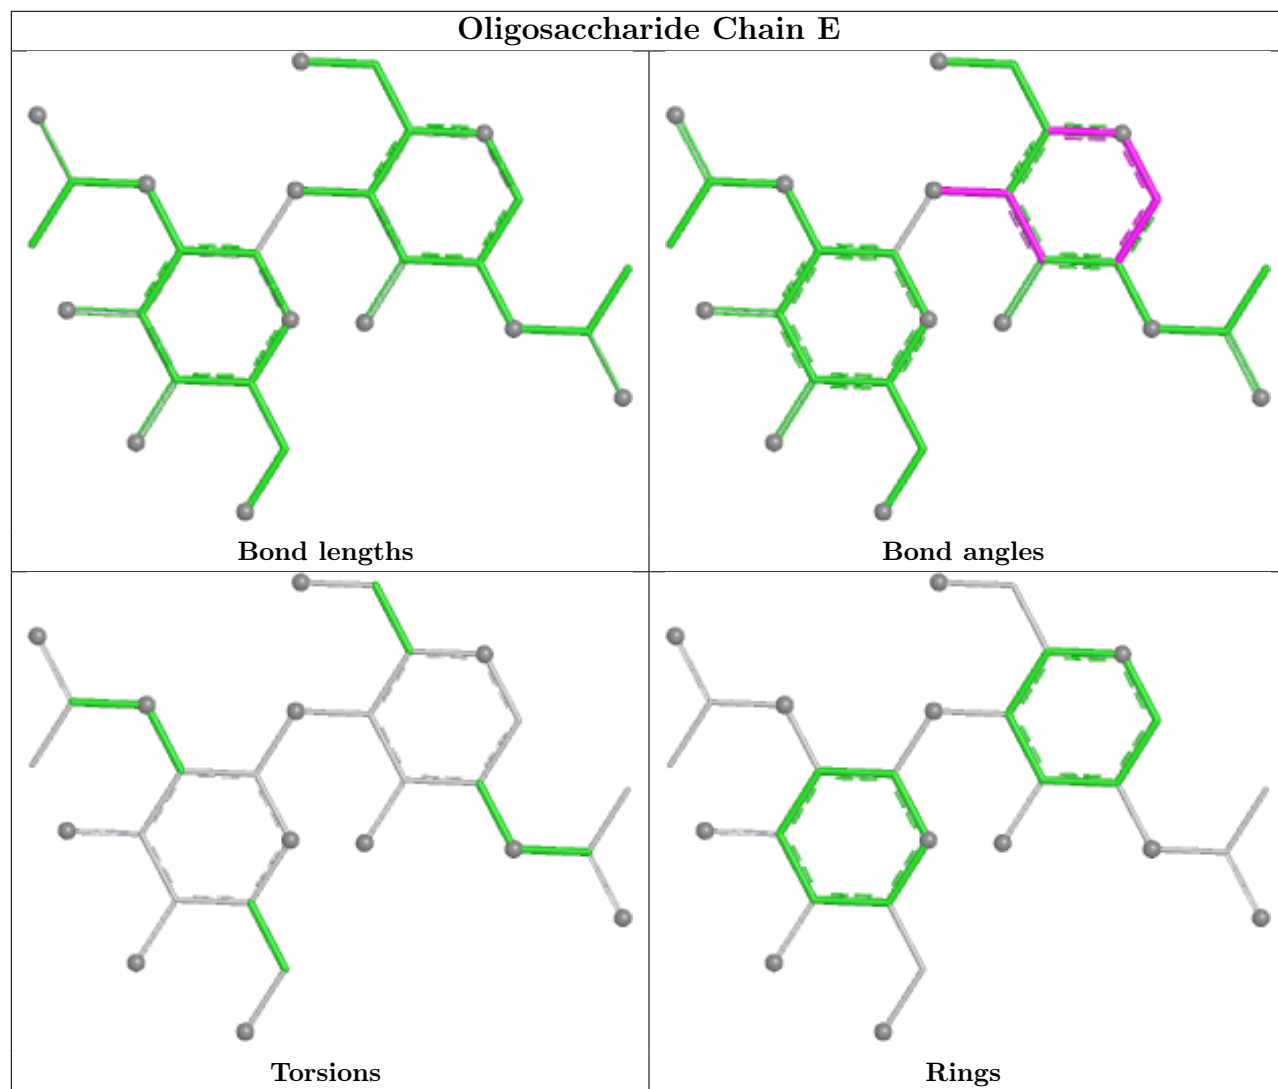 Oligosaccharide Chain E
Bond lengths
Bond angles
Torsions
Rings